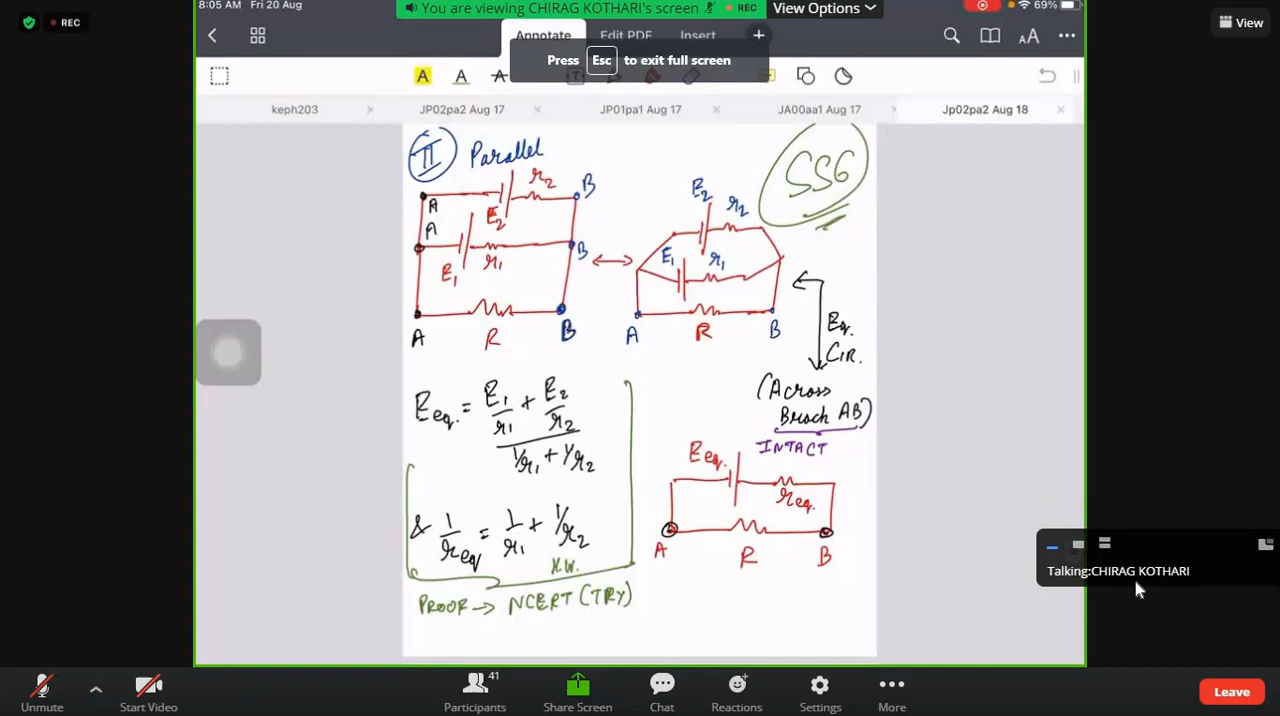 8:05 AM Fri 20 Aug
You are viewing CHIRAG KOTHARI's screen
REC
View Options
69%
REC
View
Annotate
Edit PDF
Insert
+
AA
Press Esc to exit full screen
A
A
A
T
keph203
JP02pa2 Aug 17
JP01pa1 Aug 17
JA00aa1 Aug 17
Jp02pa2 Aug 18
II Parallel
SS6
r2
B
A
E2
A
B
E1
r1
A
R
B
E2
r2
E1
r1
A
R
B
Eq.
CIR.
(Across
Branch AB)
INTACT
Eeq. = E1/r1 + E2/r2
1/r1 + 1/r2
& 1/req = 1/r1 + 1/r2
H.W.
PROOF → NCERT (TRY)
Eeq.
req.
A
R
B
Talking:CHIRAG KOTHARI
Unmute
Start Video
41
Participants
Share Screen
Chat
Reactions
Settings
More
Leave